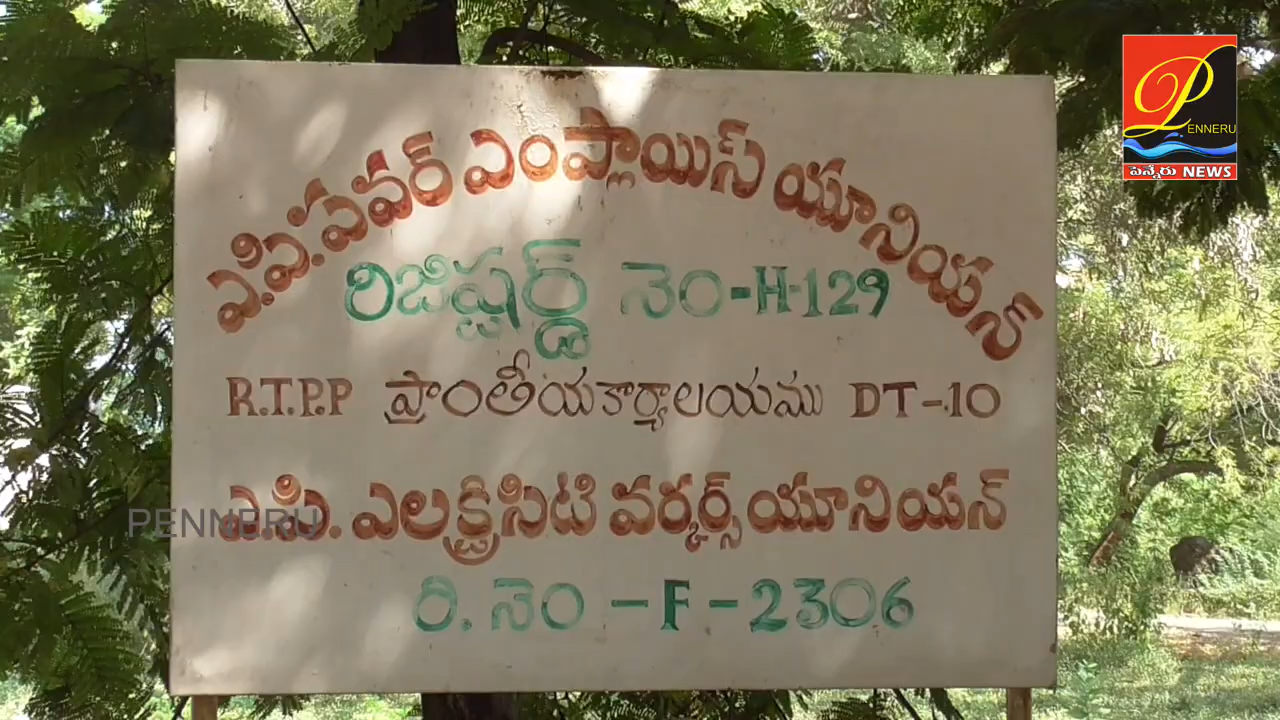 ఎ.పి. పవర్ ఎంప్లాయిస్ యూనియన్
రిజిష్టర్డ్ నెం-H-129
R.T.P.P ప్రాంతీయకార్యాలయము DT-10
ఎ.పి. ఎలక్ట్రిసిటి వర్కర్స్ యూనియన్
రి. నెం - F - 2306
PENNERU
PENNERU
పెన్నేరు NEWS